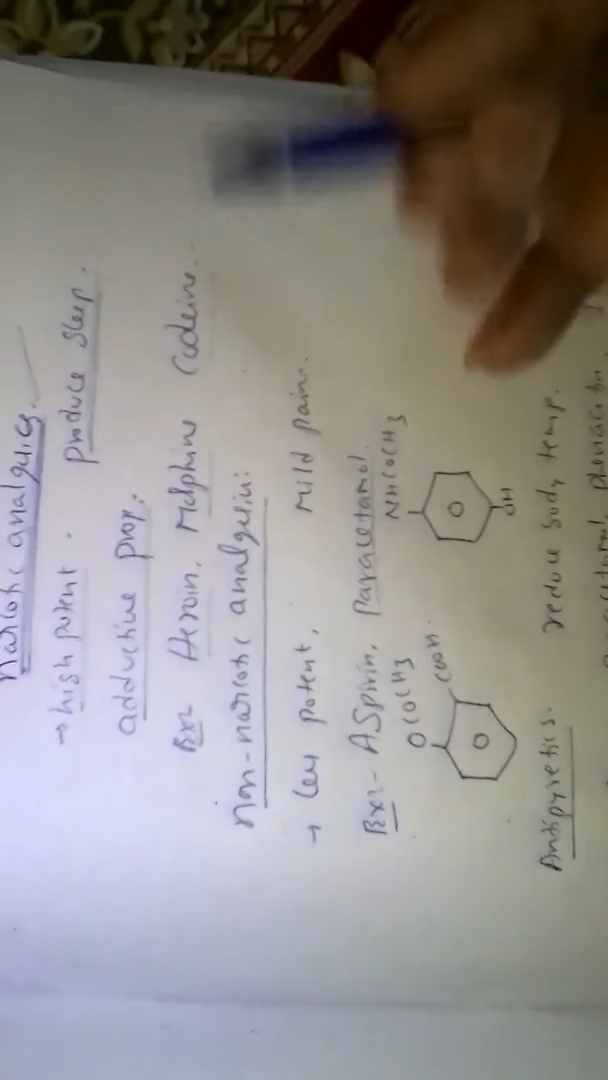 Narcotic analgesics.
→ high potent. produce sleep.
addictive prop.
Ex:- Heroin, Morphine Codeine.
Non-narcotic analgesics:
→ less potent, mild pain.
Ex:- Aspirin, Paracetamol.
OCOCH3 COOH.
NHCOCH3 OH
Antipyretics. reduce body temp.